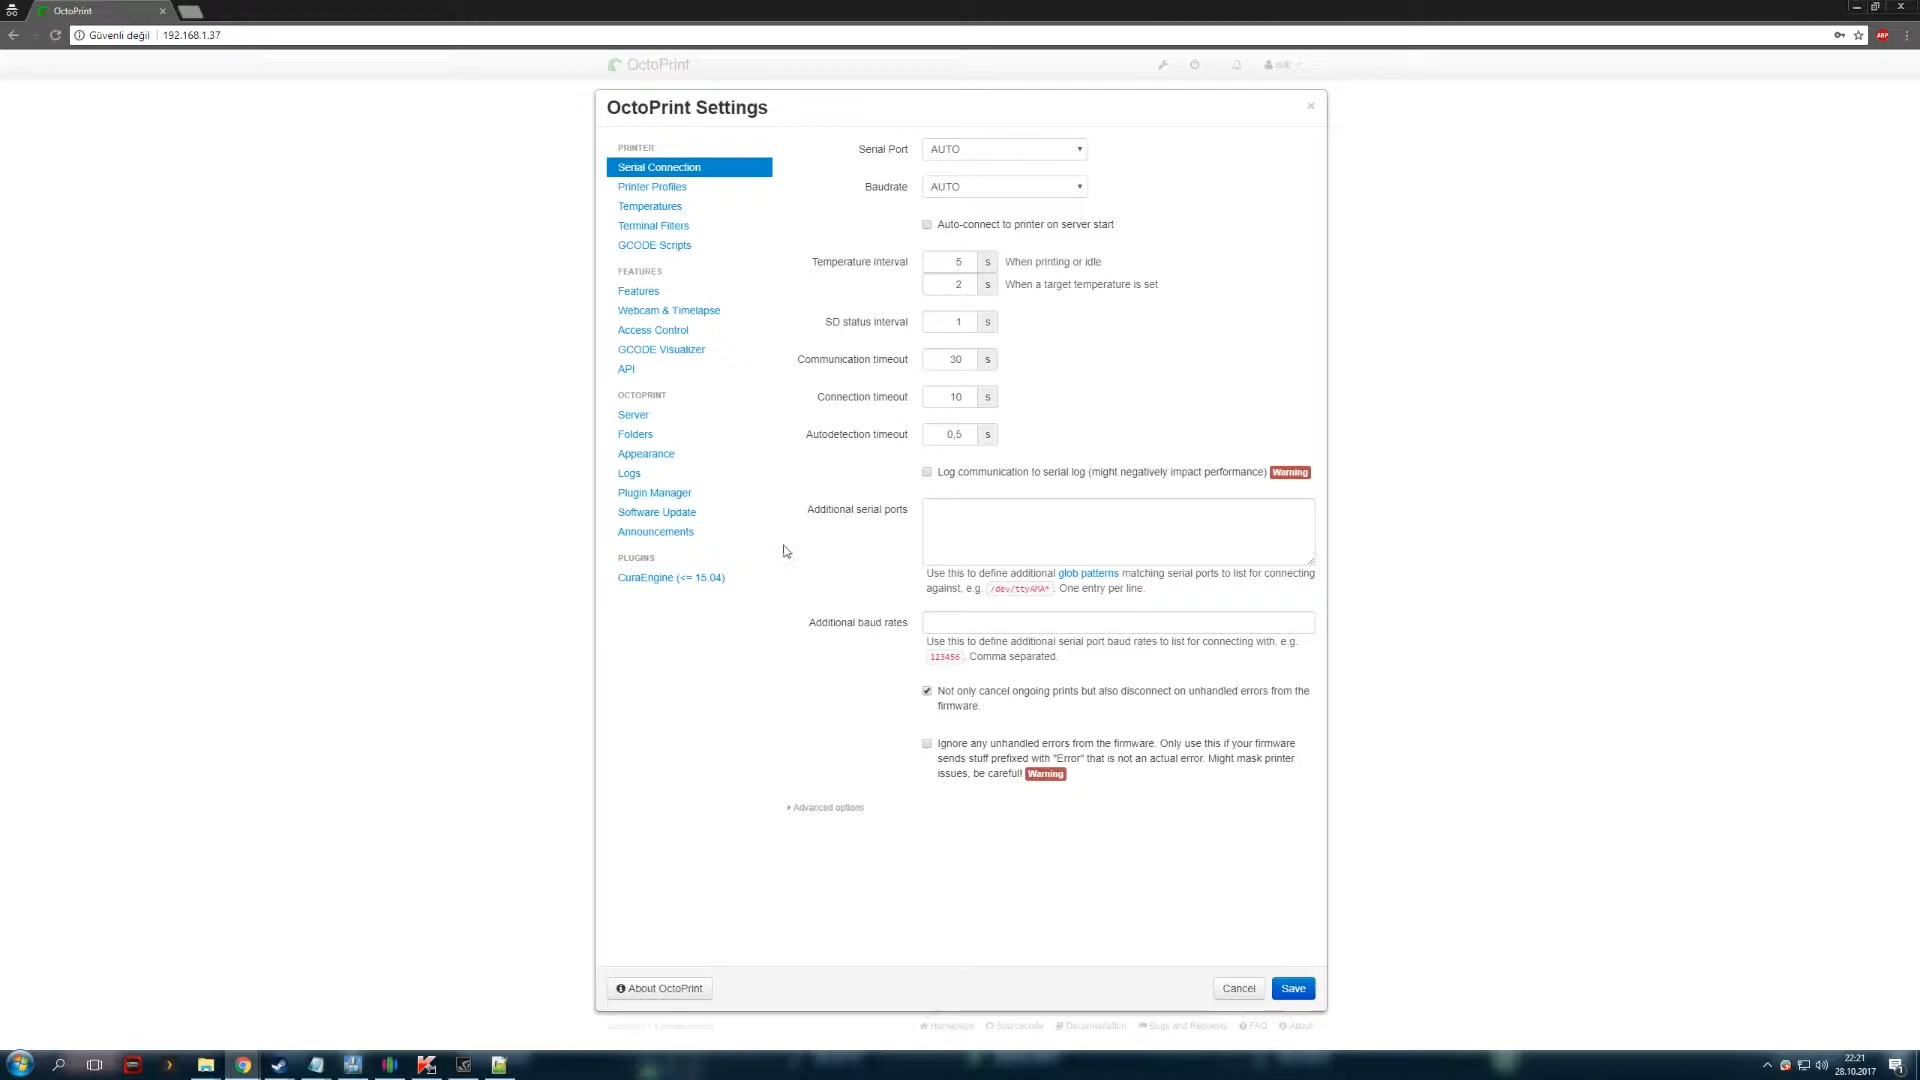 OctoPrint
Güvenli değil 192.168.1.37
ABP
OctoPrint
OctoPrint Settings
×
PRINTER
Serial Connection
Printer Profiles
Temperatures
Terminal Filters
GCODE Scripts
FEATURES
Features
Webcam & Timelapse
Access Control
GCODE Visualizer
API
OCTOPRINT
Server
Folders
Appearance
Logs
Plugin Manager
Software Update
Announcements
PLUGINS
CuraEngine (<= 15.04)
Serial Port AUTO
Baudrate AUTO
Auto-connect to printer on server start
Temperature interval 5 s When printing or idle
2 s When a target temperature is set
SD status interval 1 s
Communication timeout 30 s
Connection timeout 10 s
Autodetection timeout 0,5 s
Log communication to serial log (might negatively impact performance) Warning
Additional serial ports
Use this to define additional glob patterns matching serial ports to list for connecting
against, e.g. /dev/ttyAMA* . One entry per line.
Additional baud rates
Use this to define additional serial port baud rates to list for connecting with, e.g.
123456 . Comma separated.
Not only cancel ongoing prints but also disconnect on unhandled errors from the
firmware.
Ignore any unhandled errors from the firmware. Only use this if your firmware
sends stuff prefixed with "Error" that is not an actual error. Might mask printer
issues, be careful! Warning
Advanced options
About OctoPrint Cancel Save
Homepage Sourcecode Documentation Bugs and Requests FAQ About
22:21
28.10.2017